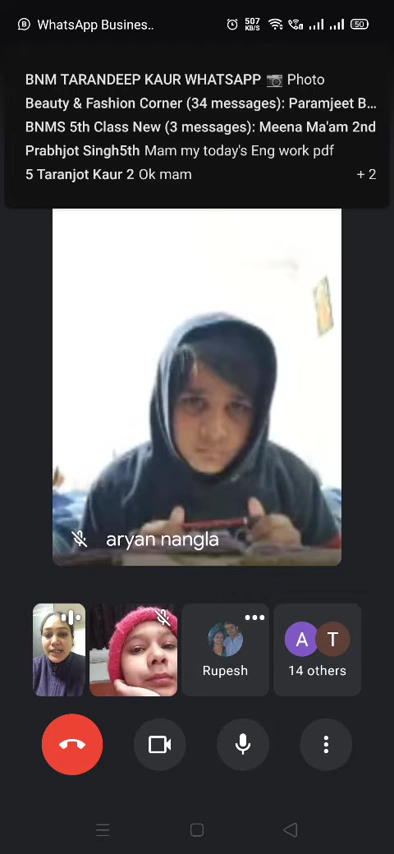 WhatsApp Busines..
507
KB/S
50
BNM TARANDEEP KAUR WHATSAPP 📷 Photo
Beauty & Fashion Corner (34 messages): Paramjeet B...
BNMS 5th Class New (3 messages): Meena Ma'am 2nd
Prabhjot Singh5th Mam my today's Eng work pdf
5 Taranjot Kaur 2 Ok mam
+ 2
aryan nangla
Rupesh
A T
14 others